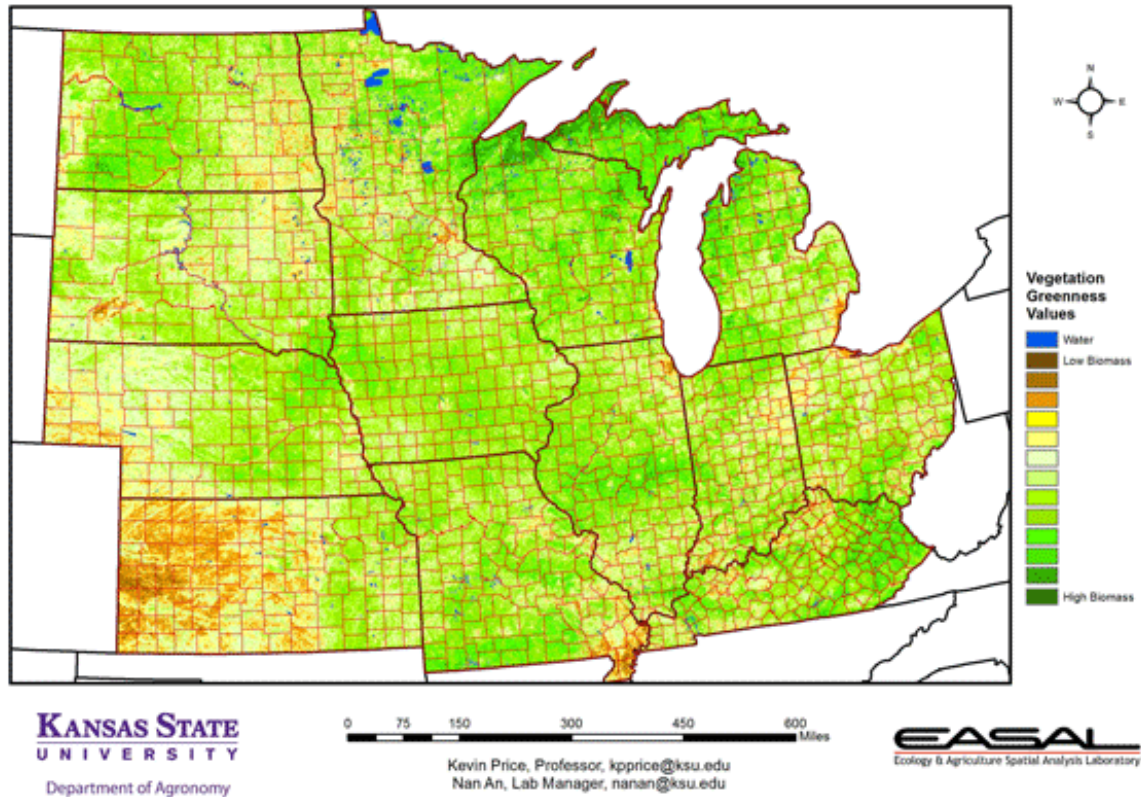 N
W E
S
Vegetation
Greenness
Values
Water
Low Biomass
High Biomass
KANSAS STATE
UNIVERSITY
Department of Agronomy
0 75 150 300 450 600
Miles
Kevin Price, Professor, kpprice@ksu.edu
Nan An, Lab Manager, nanan@ksu.edu
EASAL
Ecology & Agriculture Spatial Analysis Laboratory